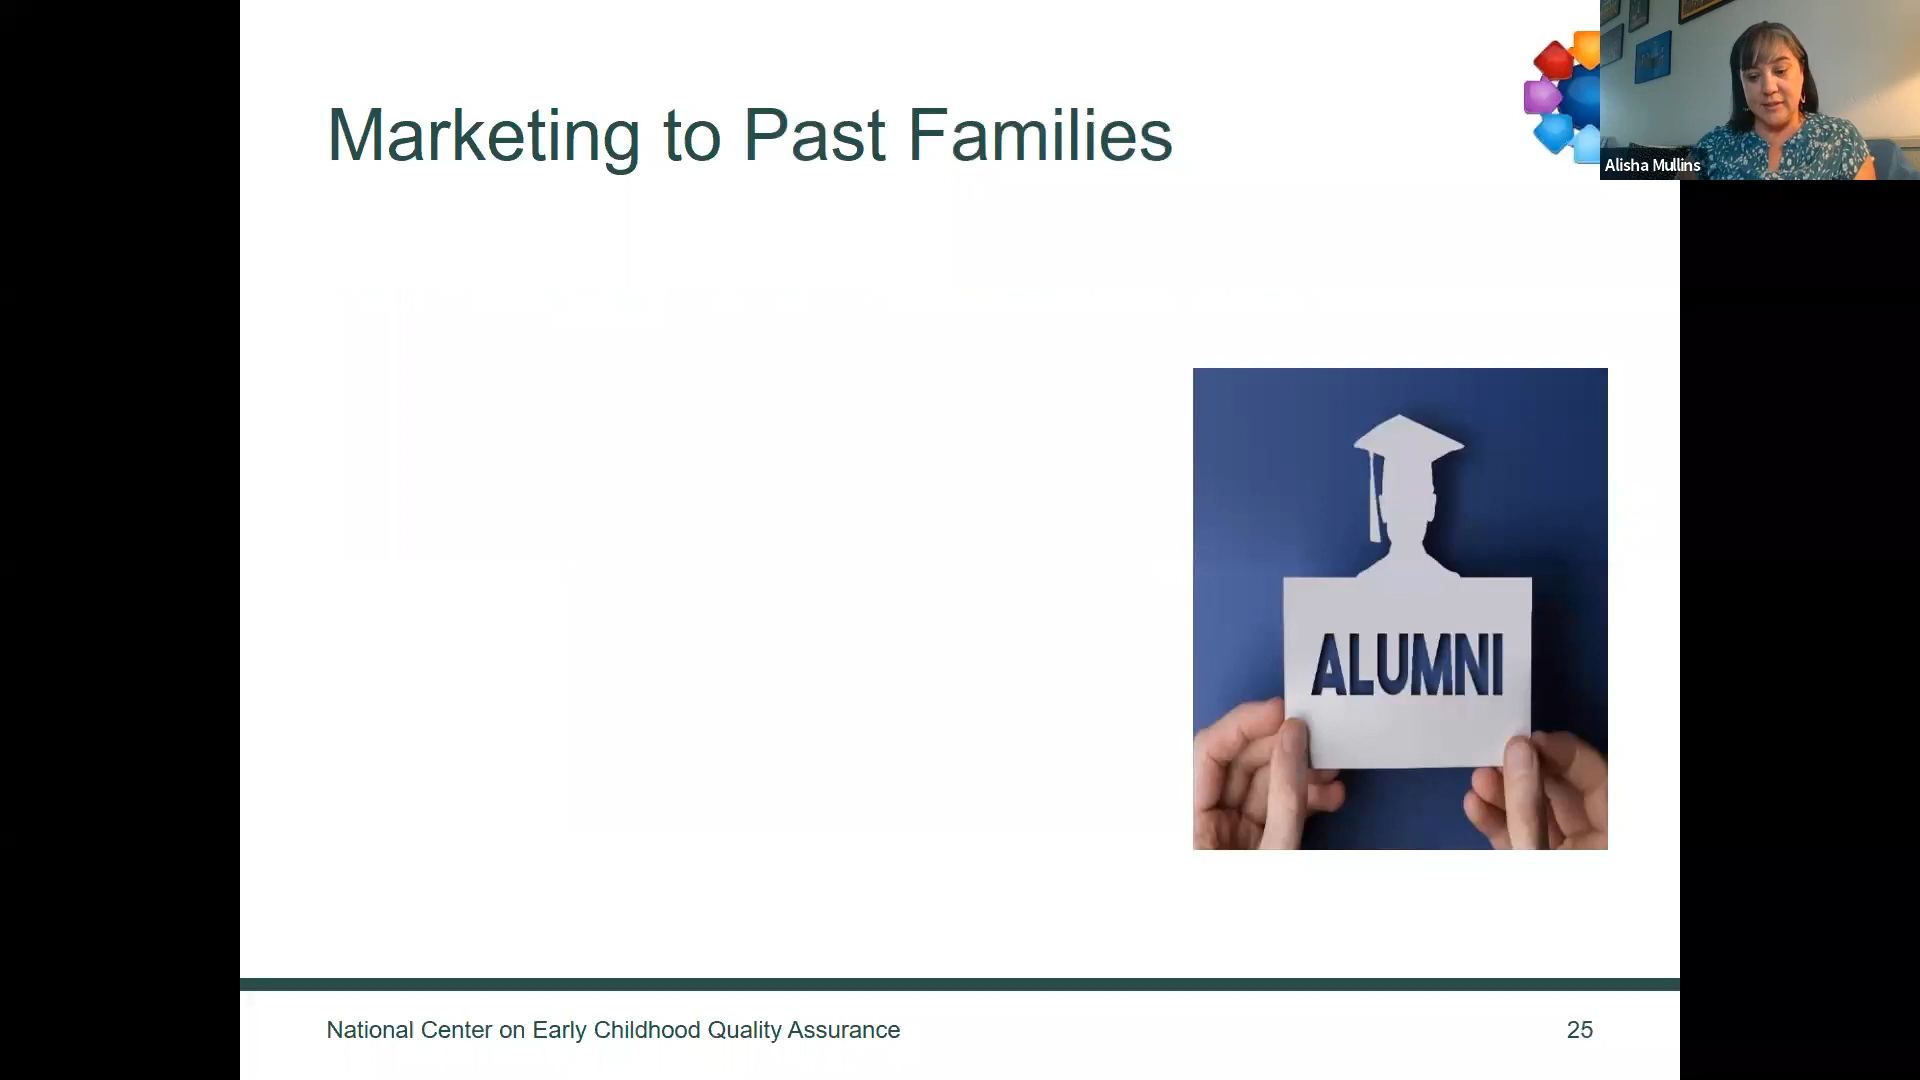 Marketing to Past Families
Alisha Mullins
ALUMNI
National Center on Early Childhood Quality Assurance
25